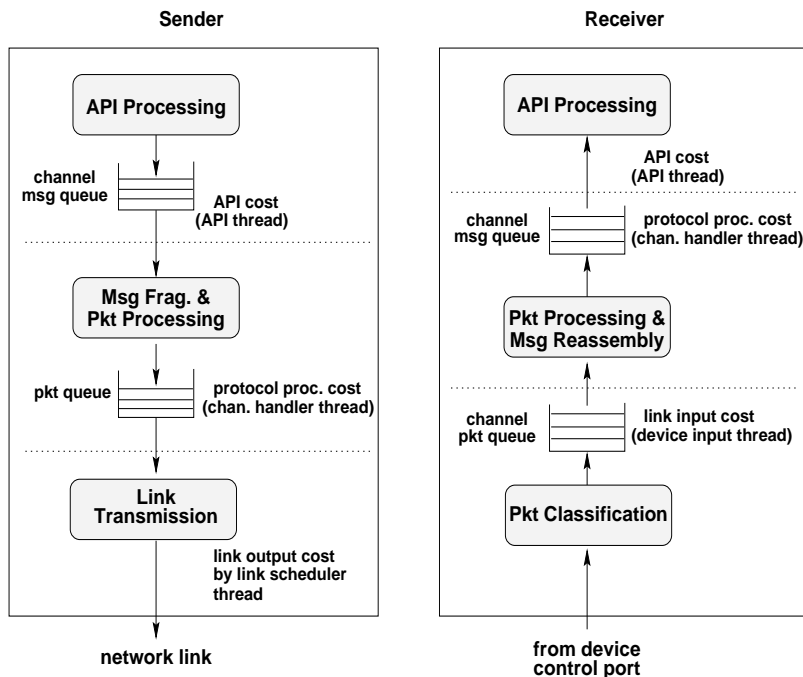 Sender
API Processing
channel
msg queue
API cost
(API thread)
Msg Frag. &
Pkt Processing
pkt queue
protocol proc. cost
(chan. handler thread)
Link
Transmission
link output cost
by link scheduler
thread
network link
Receiver
API Processing
API cost
(API thread)
channel
msg queue
protocol proc. cost
(chan. handler thread)
Pkt Processing &
Msg Reassembly
channel
pkt queue
link input cost
(device input thread)
Pkt Classification
from device
control port